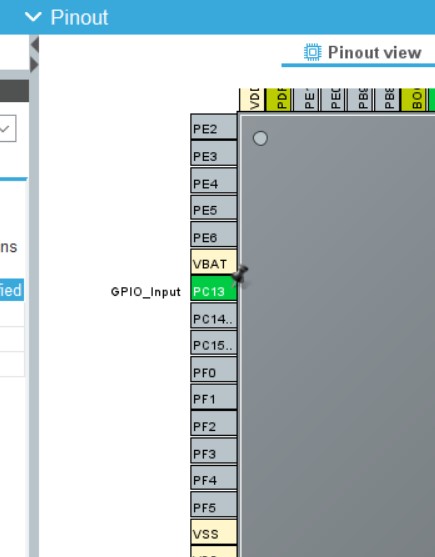 Pinout
Pinout view
VDD
PDR
PE1
PE0
PB9
PB8
BOO
PE2
PE3
PE4
PE5
PE6
VBAT
GPIO_Input PC13
PC14..
PC15..
PF0
PF1
PF2
PF3
PF4
PF5
VSS
ns
fied